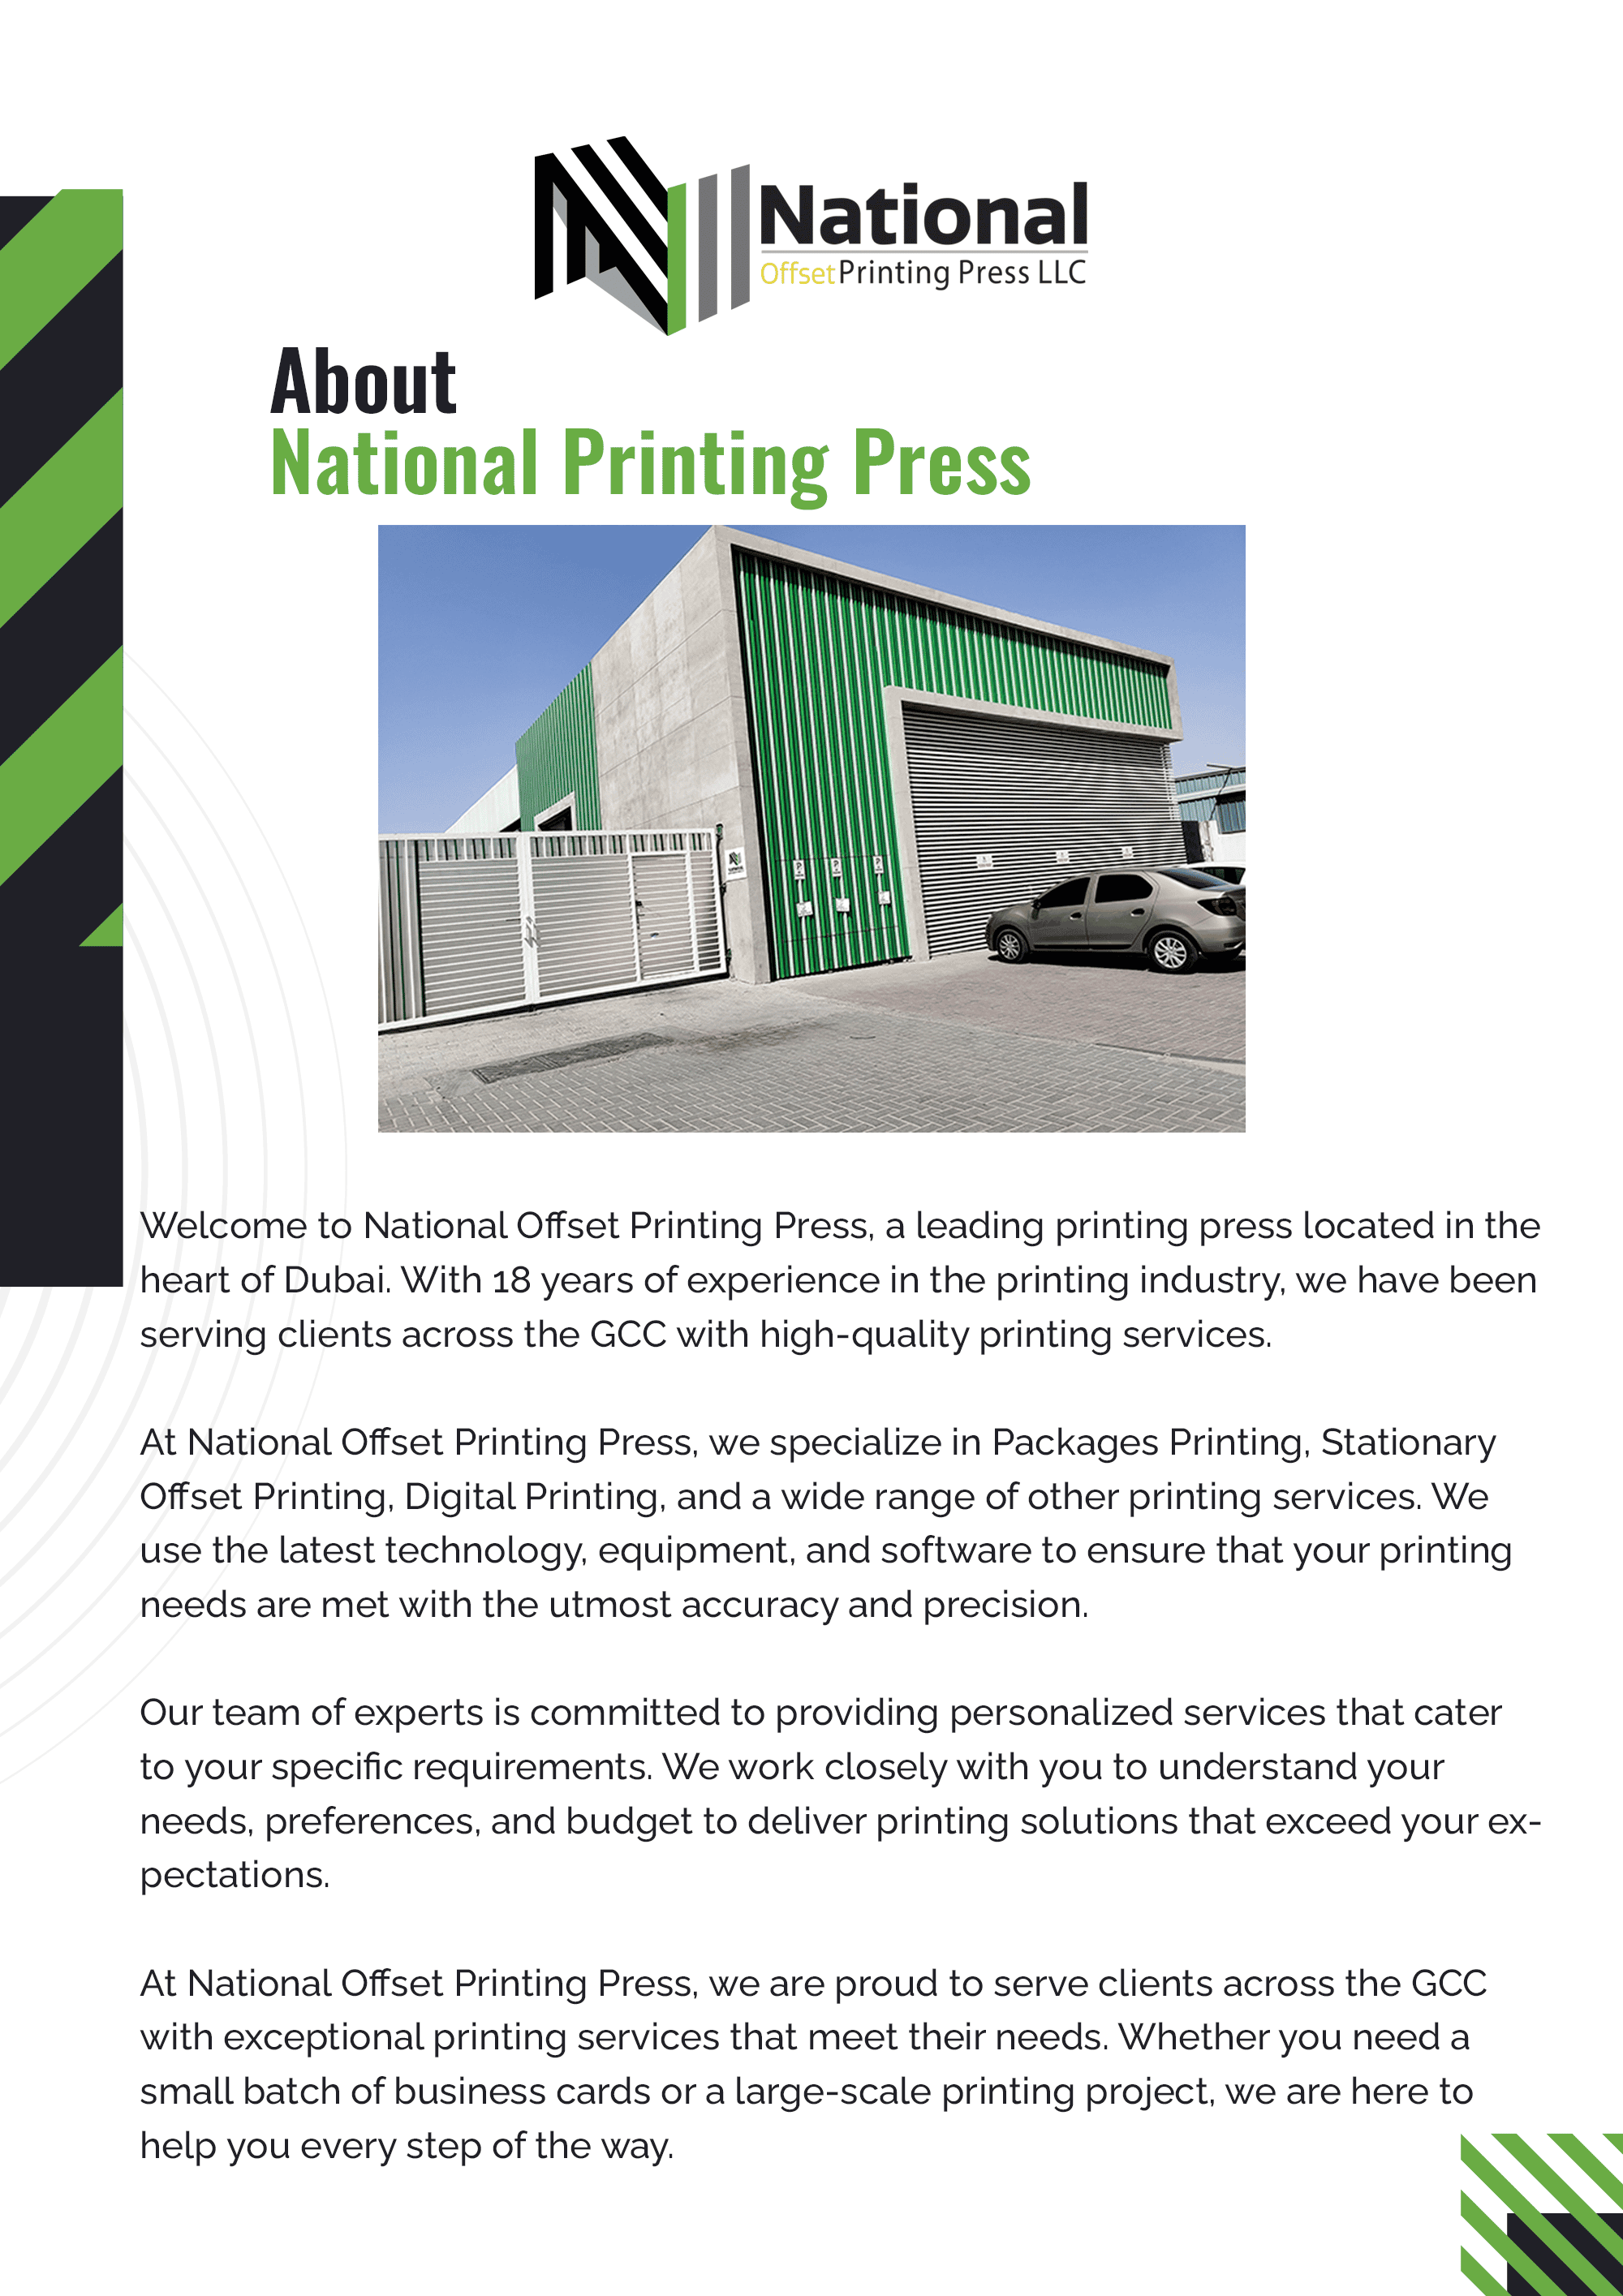 National
Offset Printing Press LLC
About
National Printing Press
Welcome to National Offset Printing Press, a leading printing press located in the
heart of Dubai. With 18 years of experience in the printing industry, we have been
serving clients across the GCC with high-quality printing services.
At National Offset Printing Press, we specialize in Packages Printing, Stationary
Offset Printing, Digital Printing, and a wide range of other printing services. We
use the latest technology, equipment, and software to ensure that your printing
needs are met with the utmost accuracy and precision.
Our team of experts is committed to providing personalized services that cater
to your specific requirements. We work closely with you to understand your
needs, preferences, and budget to deliver printing solutions that exceed your ex-
pectations.
At National Offset Printing Press, we are proud to serve clients across the GCC
with exceptional printing services that meet their needs. Whether you need a
small batch of business cards or a large-scale printing project, we are here to
help you every step of the way.